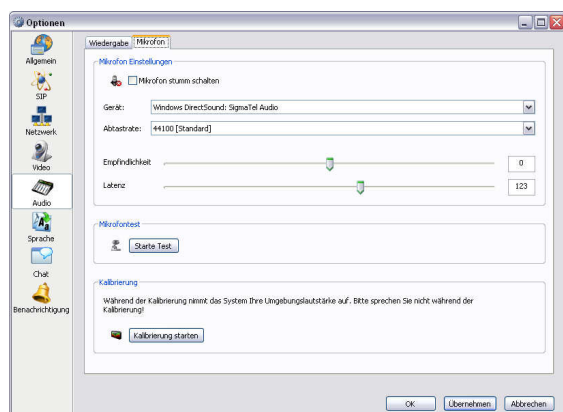 Optionen
Allgemein
SIP
Netzwerk
Video
Audio
Sprache
Chat
Benachrichtigung
Wiedergabe
Mikrofon
Mikrofon Einstellungen
Mikrofon stumm schalten
Gerät: Windows DirectSound: SigmaTel Audio
Abtastrate: 44100 [Standard]
Empfindlichkeit 0
Latenz 123
Mikrofontest
Starte Test
Kalibrierung
Während der Kalibrierung nimmt das System Ihre Umgebungslautstärke auf. Bitte sprechen Sie nicht während der
Kalibrierung!
Kalibrierung starten
OK Übernehmen Abbrechen